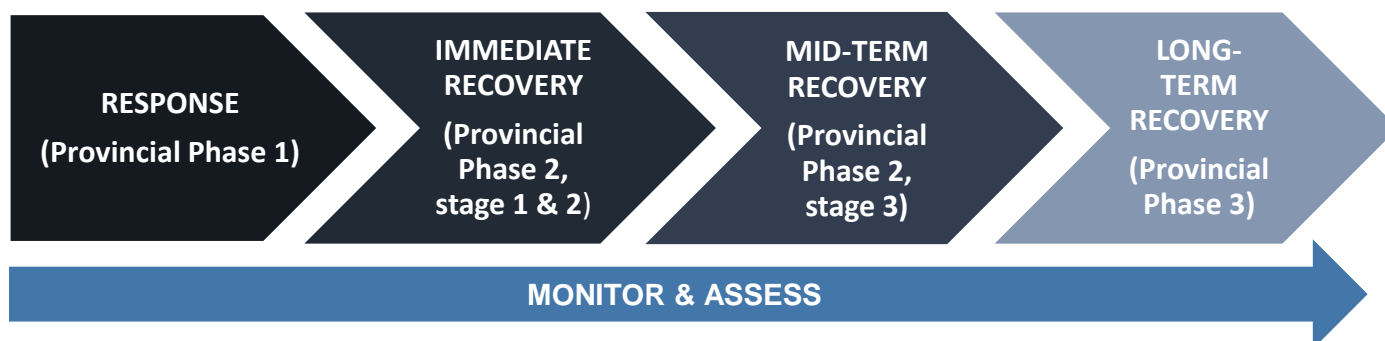 RESPONSE
(Provincial Phase 1)
IMMEDIATE
RECOVERY
(Provincial
Phase 2,
stage 1 & 2)
MID-TERM
RECOVERY
(Provincial
Phase 2,
stage 3)
LONG-
TERM
RECOVERY
(Provincial
Phase 3)
MONITOR & ASSESS